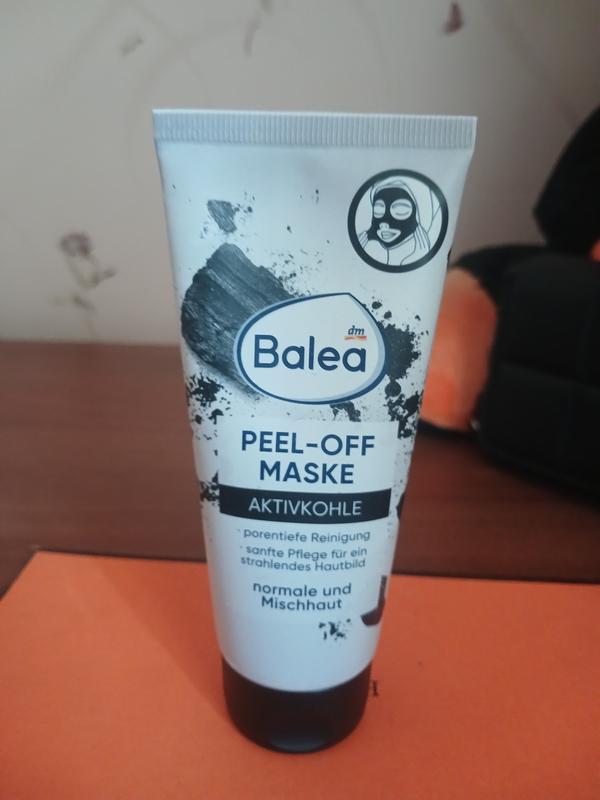 dm
Balea
PEEL-OFF
MASKE
AKTIVKOHLE
· porentiefe Reinigung
· sanfte Pflege für ein
strahlendes Hautbild
normale und
Mischhaut